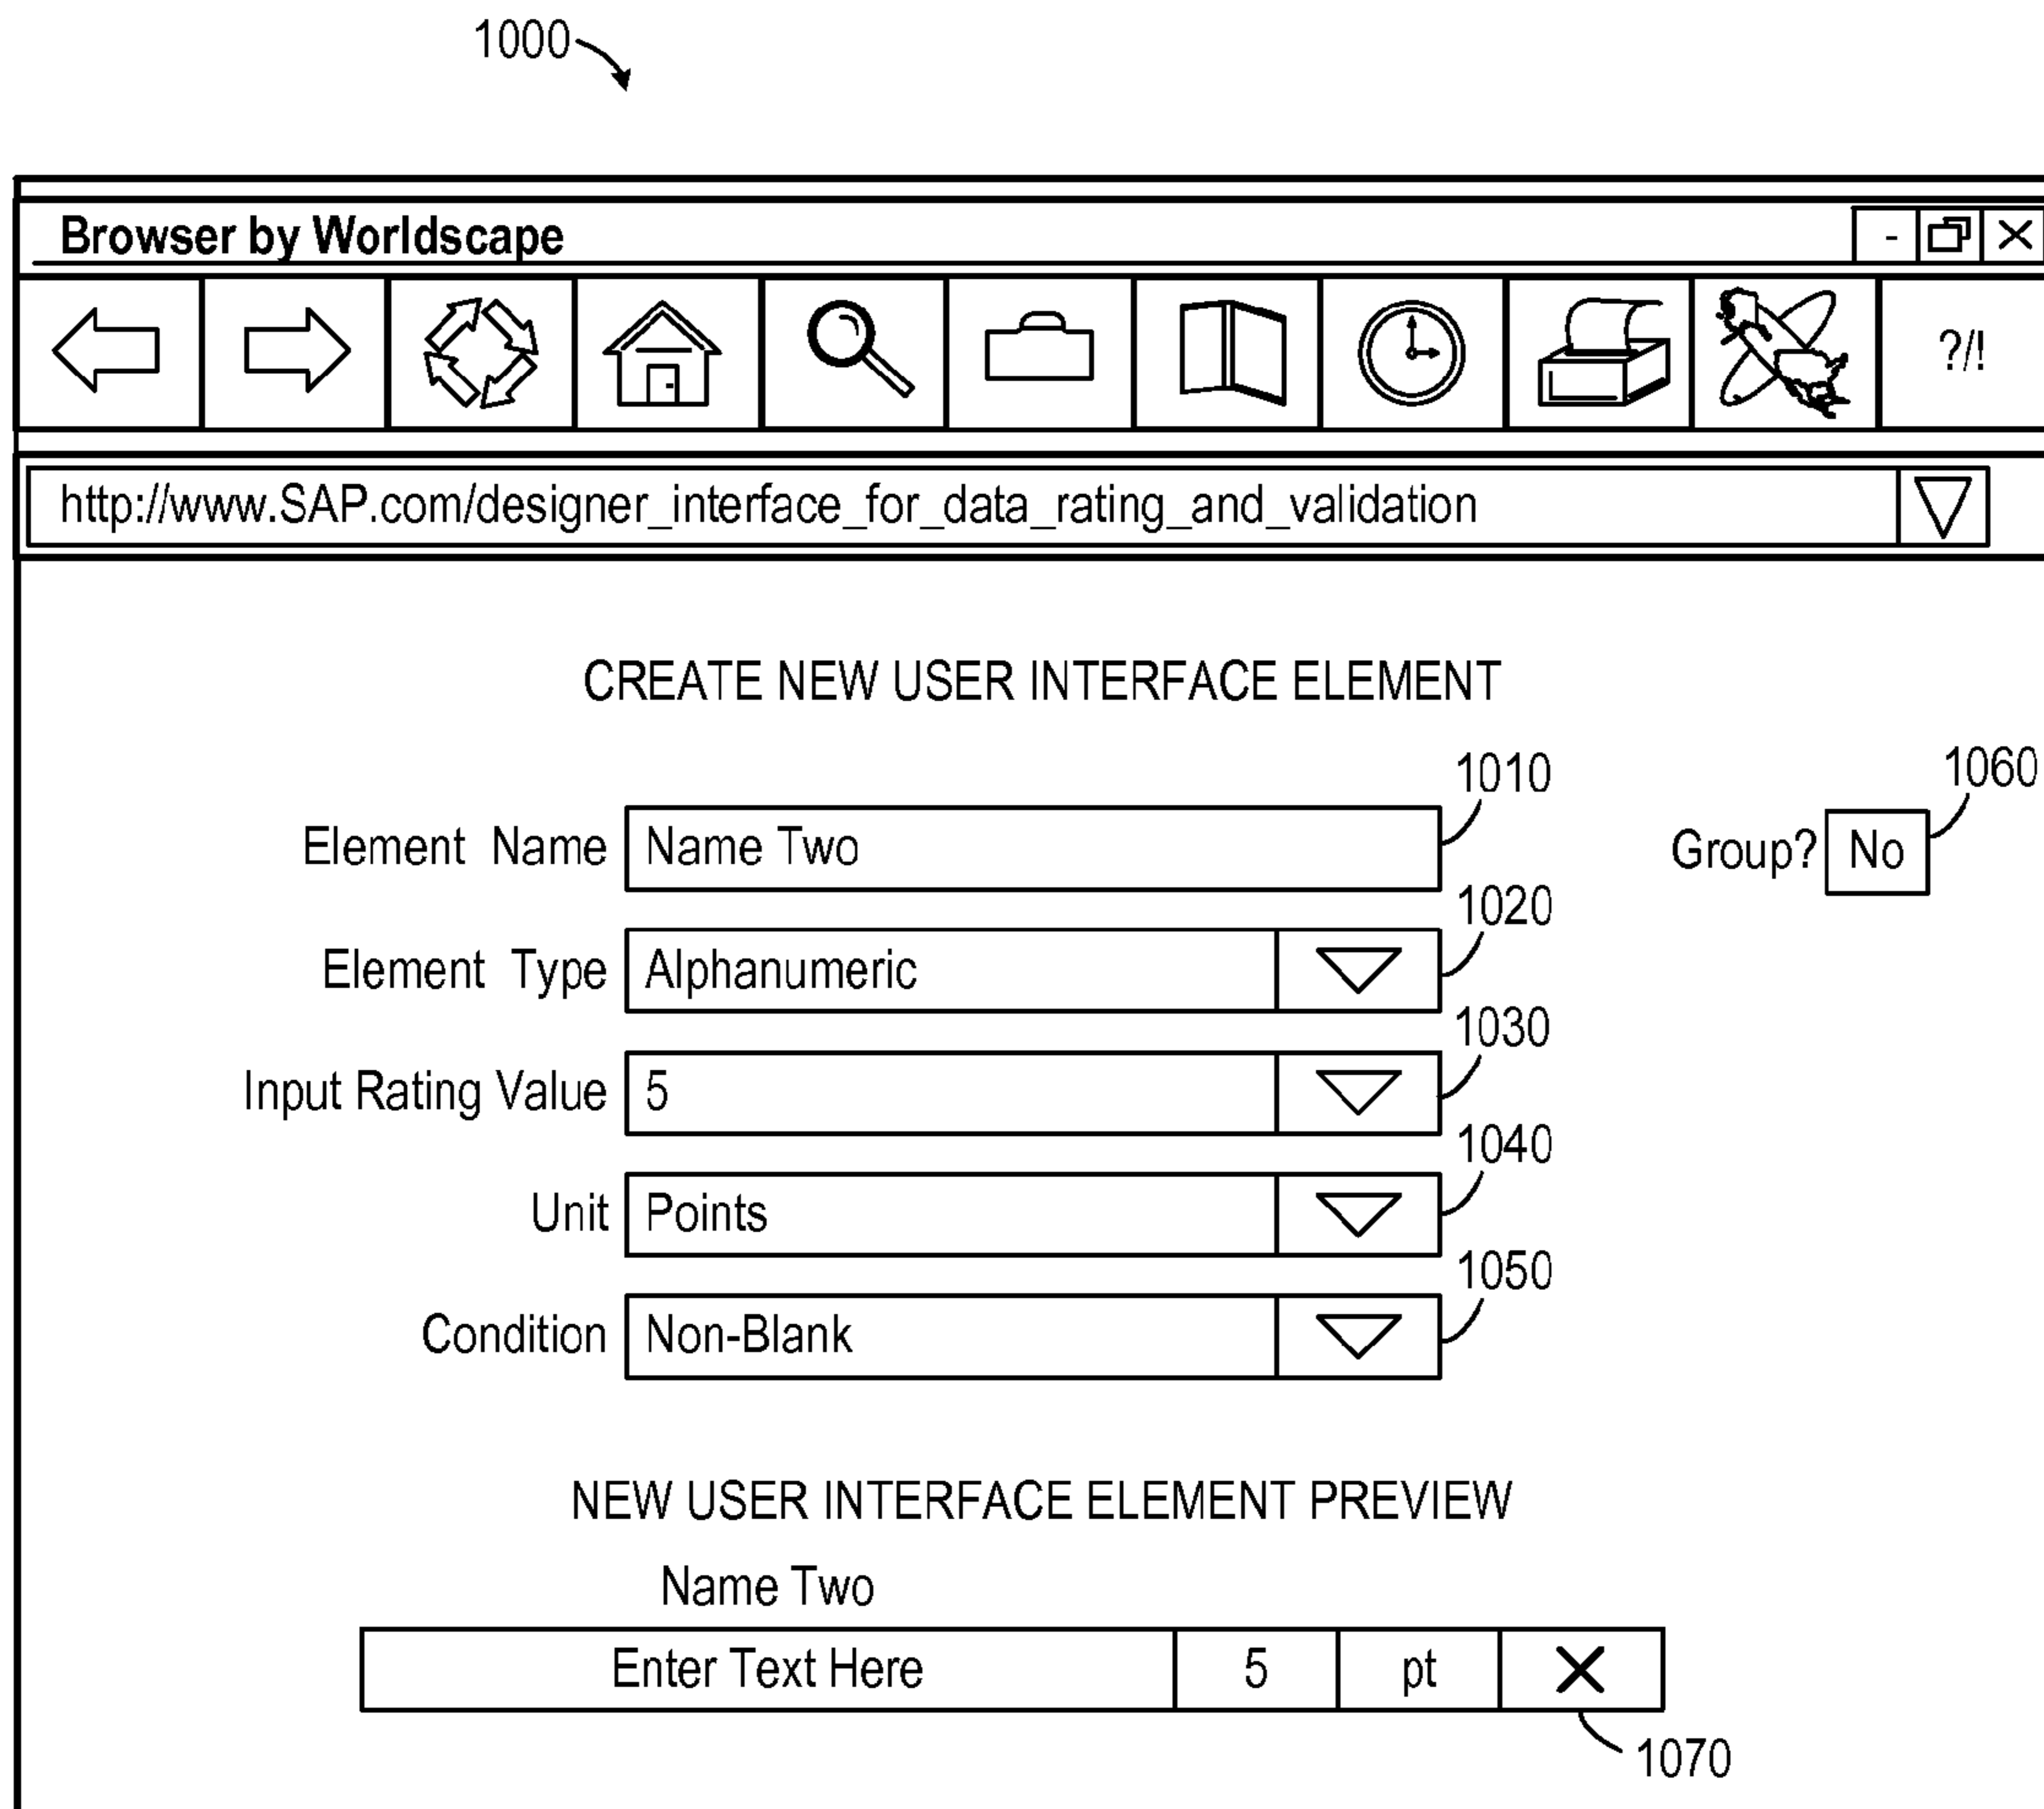 1000
Browser by Worldscape
?/!
http://www.SAP.com/designer_interface_for_data_rating_and_validation
CREATE NEW USER INTERFACE ELEMENT
1010
1060
Element Name Name Two
Group? No
1020
Element Type Alphanumeric
1030
Input Rating Value 5
1040
Unit Points
1050
Condition Non-Blank
NEW USER INTERFACE ELEMENT PREVIEW
Name Two
Enter Text Here 5 pt X
1070